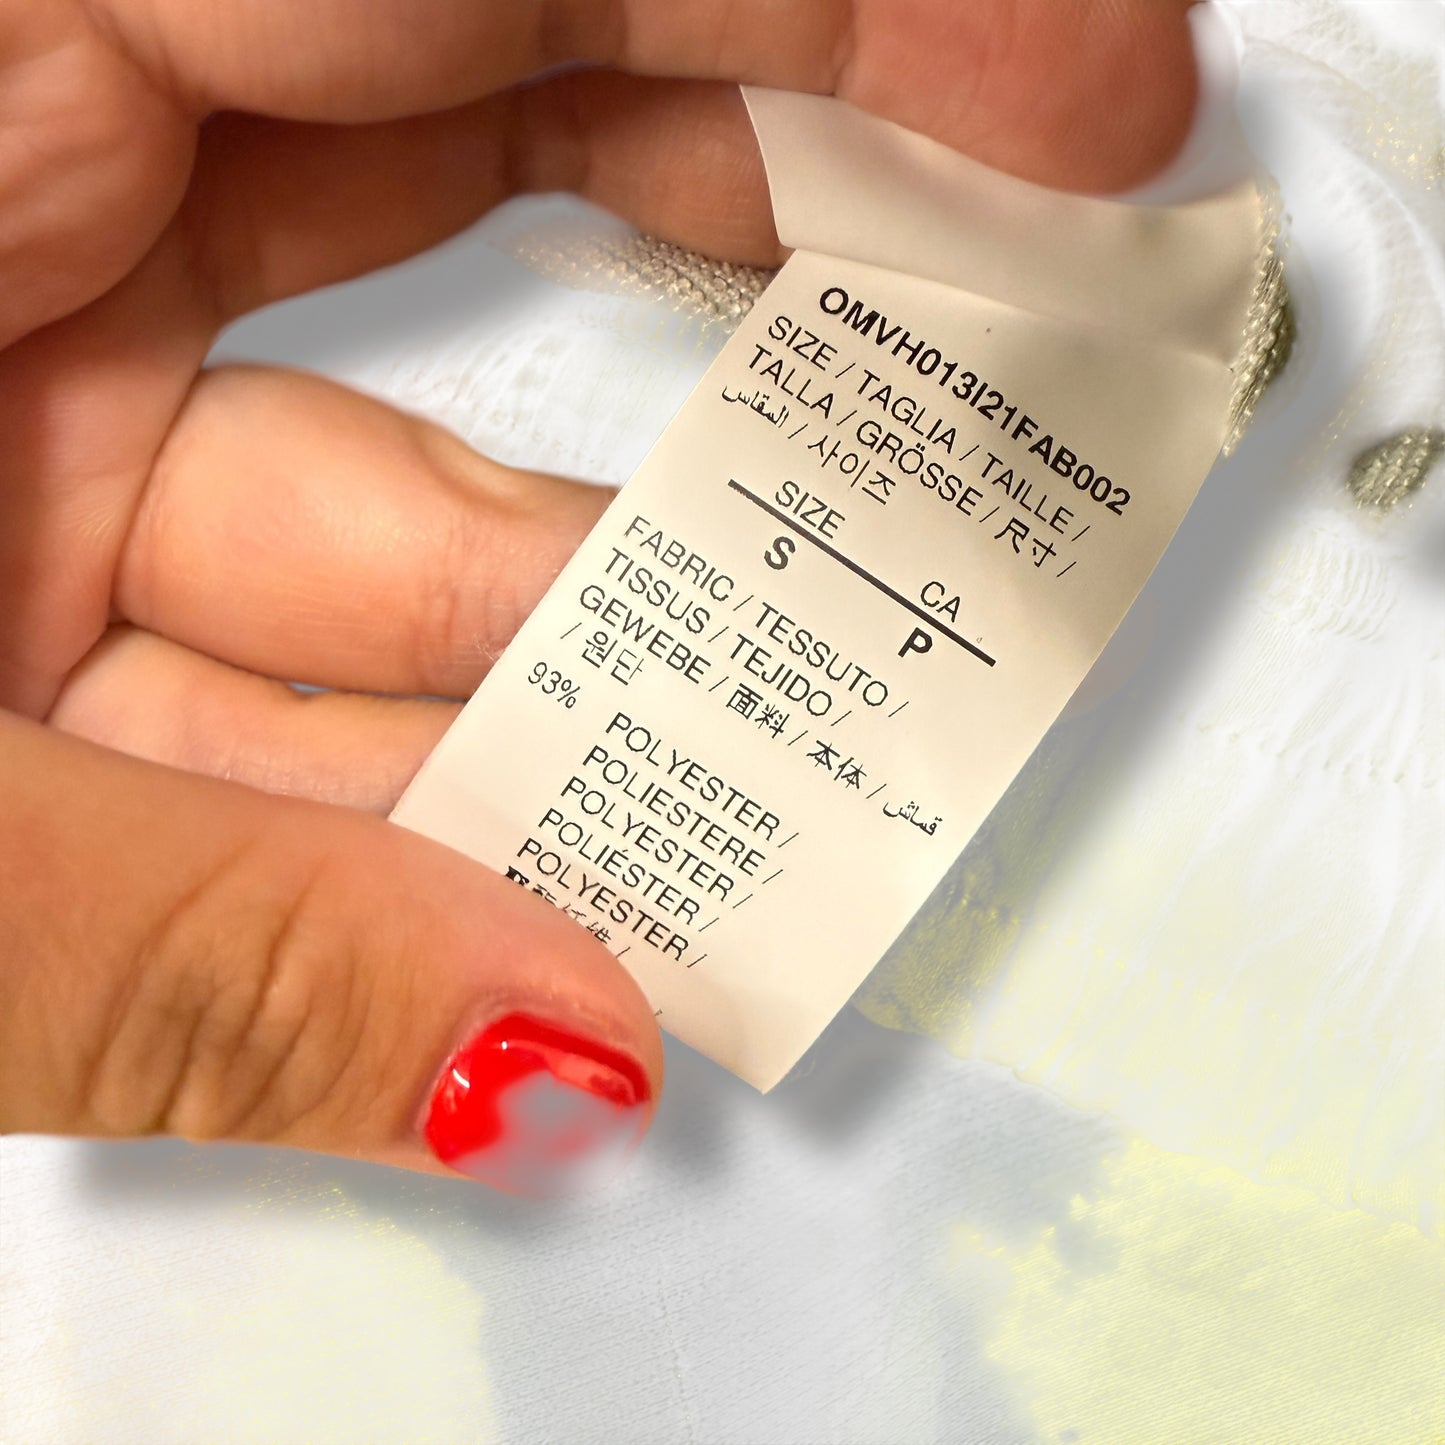 OMVH013I21FAB002
SIZE / TAGLIA / TAILLE /
TALLA / GRÖSSE / 尺寸 /
사이즈 / المقاس
SIZE CA
S P
FABRIC / TESSUTO /
TISSUS / TEJIDO /
GEWEBE / 面料 / 本体 / قماش
/ 원단
93%
POLYESTER /
POLIESTERE /
POLYESTER /
POLIÉSTER /
POLYESTER /